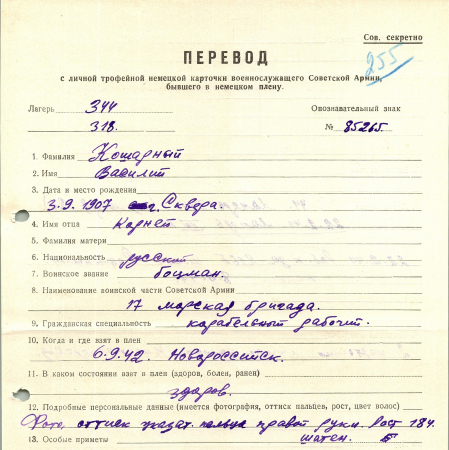 Сов. секретно
255
ПЕРЕВОД
с личной трофейной немецкой карточки военнослужащего Советской Армии,
бывшего в немецком плену.
Лагерь 344
318.
Опознавательный знак
№ 85265.
1. Фамилия Кошарный
2. Имя Василий
3. Дата и место рождения
3.9.1907 г. Сквера.
4. Имя отца Карней
5. Фамилия матери
6. Национальность русский
7. Воинское звание боцман.
8. Наименование воинской части Советской Армии
17 морская бригада.
9. Гражданская специальность карабельный рабочий.
10. Когда и где взят в плен
6.9.42 Новороссийск.
11. В каком состоянии взят в плен (здоров, болен, ранен)
здоров.
12. Подробные персональные данные (имеется фотография, оттиск пальцев, рост, цвет волос)
Фото, оттиск указат. пальца правой руки. Рост 184.
13. Особые приметы шатен.